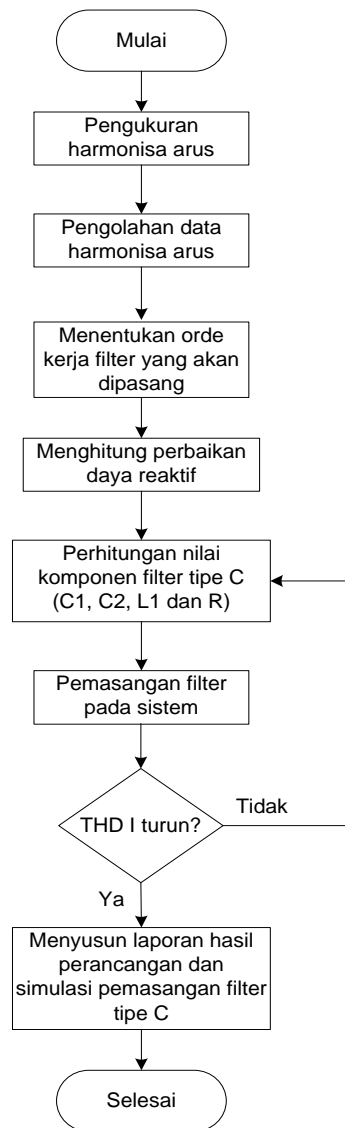 Mulai
Pengukuran
harmonisa arus
Pengolahan data
harmonisa arus
Menentukan orde
kerja filter yang akan
dipasang
Menghitung perbaikan
daya reaktif
Perhitungan nilai
komponen filter tipe C
(C1, C2, L1 dan R)
Pemasangan filter
pada sistem
THD I turun?
Tidak
Ya
Menyusun laporan hasil
perancangan dan
simulasi pemasangan filter
tipe C
Selesai